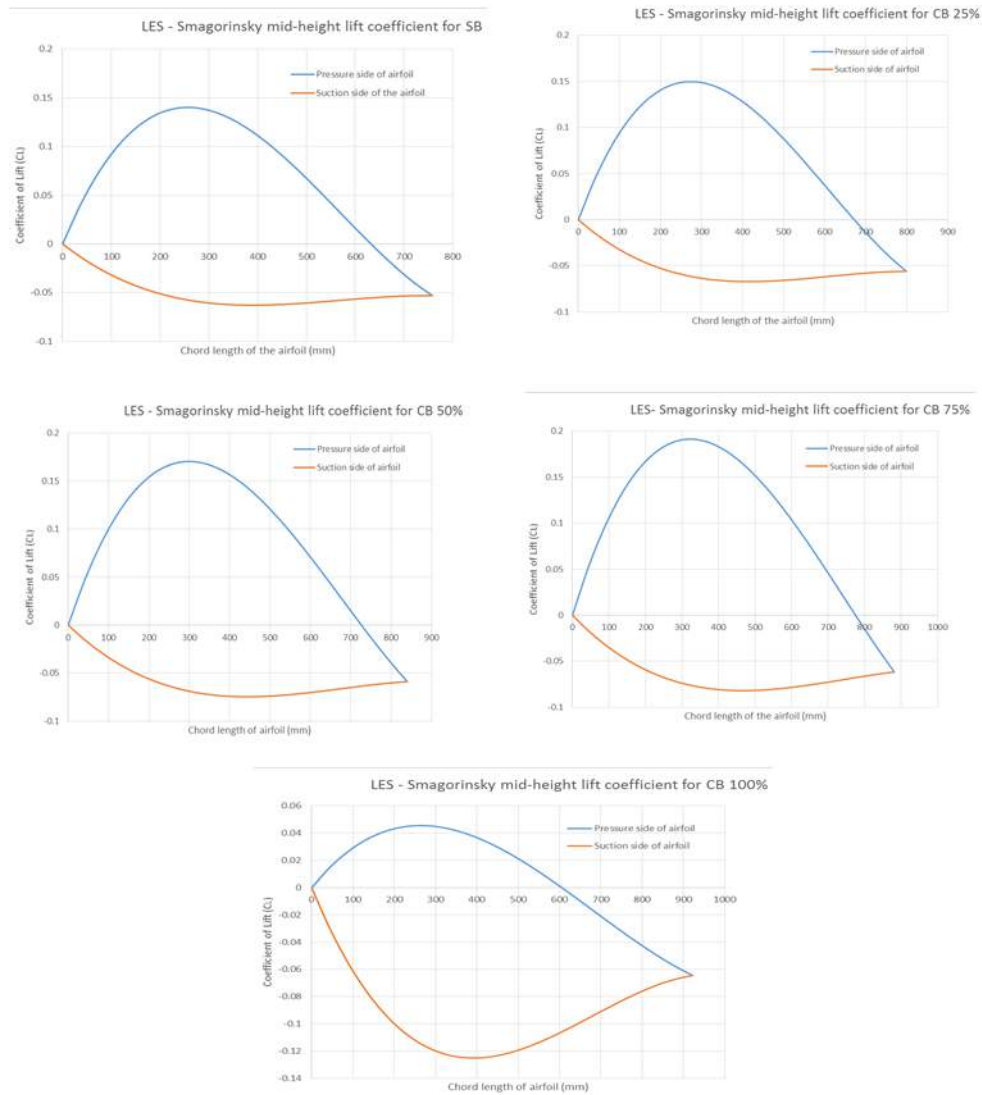 LES - Smagorinsky mid-height lift coefficient for SB
0.2
0.15
0.1
0.05
0
-0.05
-0.1
Coefficient of Lift (CL)
Pressure side of airfoil
Suction side of the airfoil
0 100 200 300 400 500 600 700 800
Chord length of the airfoil (mm)
LES - Smagorinsky mid-height lift coefficient for CB 25%
0.2
0.15
0.1
0.05
0
-0.05
-0.1
Coefficient of Lift (CL)
Pressure side of airfoil
Suction side of airfoil
0 100 200 300 400 500 600 700 800 900
Chord length of the airfoil (mm)
LES - Smagorinsky mid-height lift coefficient for CB 50%
0.2
0.15
0.1
0.05
0
-0.05
-0.1
Coefficient of Lift (CL)
Pressure side of airfoil
Suction side of airfoil
0 100 200 300 400 500 600 700 800 900
Chord length of airfoil (mm)
LES- Smagorinsky mid-height lift coefficient for CB 75%
0.2
0.15
0.1
0.05
0
-0.05
-0.1
Coefficient of Lift (CL)
Pressure side of airfoil
Suction side of airfoil
0 100 200 300 400 500 600 700 800 900 1000
Chord length of the airfoil (mm)
LES - Smagorinsky mid-height lift coefficient for CB 100%
0.06
0.04
0.02
0
-0.02
-0.04
-0.06
-0.08
-0.1
-0.12
-0.14
Coefficient of Lift (CL)
Pressure side of airfoil
Suction side of airfoil
0 100 200 300 400 500 600 700 800 900 1000
Chord length of airfoil (mm)